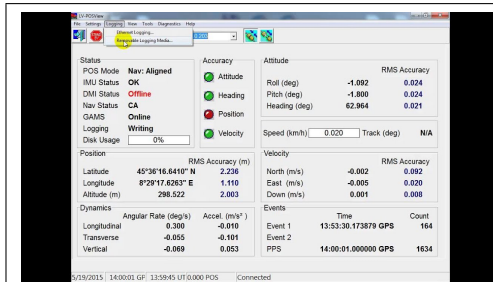 LV-POSView
File Settings Logging View Tools Diagnostics Help
Ethernet Logging...
Removable Logging Media...
Status
POS Mode Nav: Aligned
IMU Status OK
DMI Status Offline
Nav Status CA
GAMS Online
Logging Writing
Disk Usage 0%
Accuracy
Attitude
Heading
Position
Velocity
Attitude
RMS Accuracy
Roll (deg) -1.092 0.024
Pitch (deg) -1.800 0.024
Heading (deg) 62.964 0.021
Speed (km/h) 0.020 Track (deg) N/A
Position
RMS Accuracy (m)
Latitude 45°36'16.6410" N 2.236
Longitude 8°29'17.6263" E 1.110
Altitude (m) 298.522 2.003
Velocity
RMS Accuracy
North (m/s) -0.002 0.092
East (m/s) -0.005 0.020
Down (m/s) 0.001 0.008
Dynamics
Angular Rate (deg/s) Accel. (m/s²)
Longitudinal 0.300 -0.010
Transverse -0.055 -0.101
Vertical -0.069 0.053
Events
Time Count
Event 1 13:53:30.173879 GPS 164
Event 2
PPS 14:00:01.000000 GPS 1634
5/19/2015 14:00:01 GP 13:59:45 UT 0.000 POS Connected